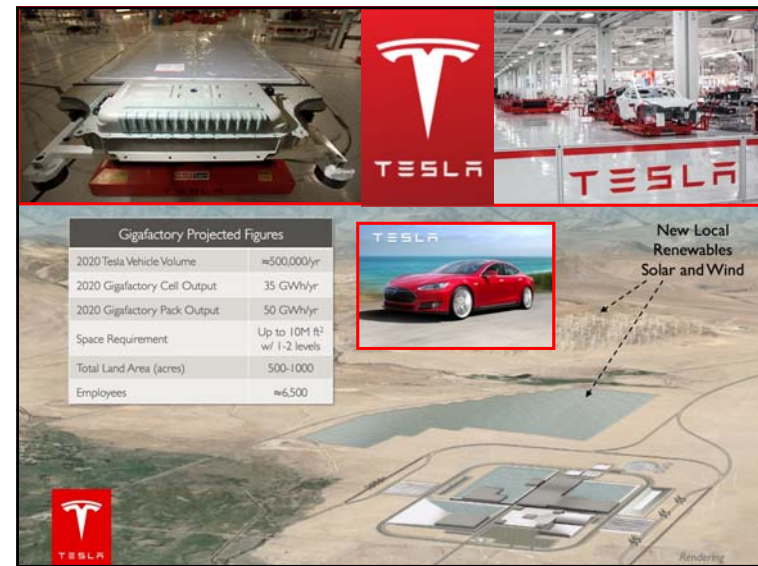 TESLA
TESLA
TESLA
TESLA
Gigafactory Projected Figures
2020 Tesla Vehicle Volume ≈500,000/yr
2020 Gigafactory Cell Output 35 GWh/yr
2020 Gigafactory Pack Output 50 GWh/yr
Space Requirement Up to 10M ft²
w/ 1-2 levels
Total Land Area (acres) 500-1000
Employees ≈6,500
New Local
Renewables
Solar and Wind
TESLA
Rendering